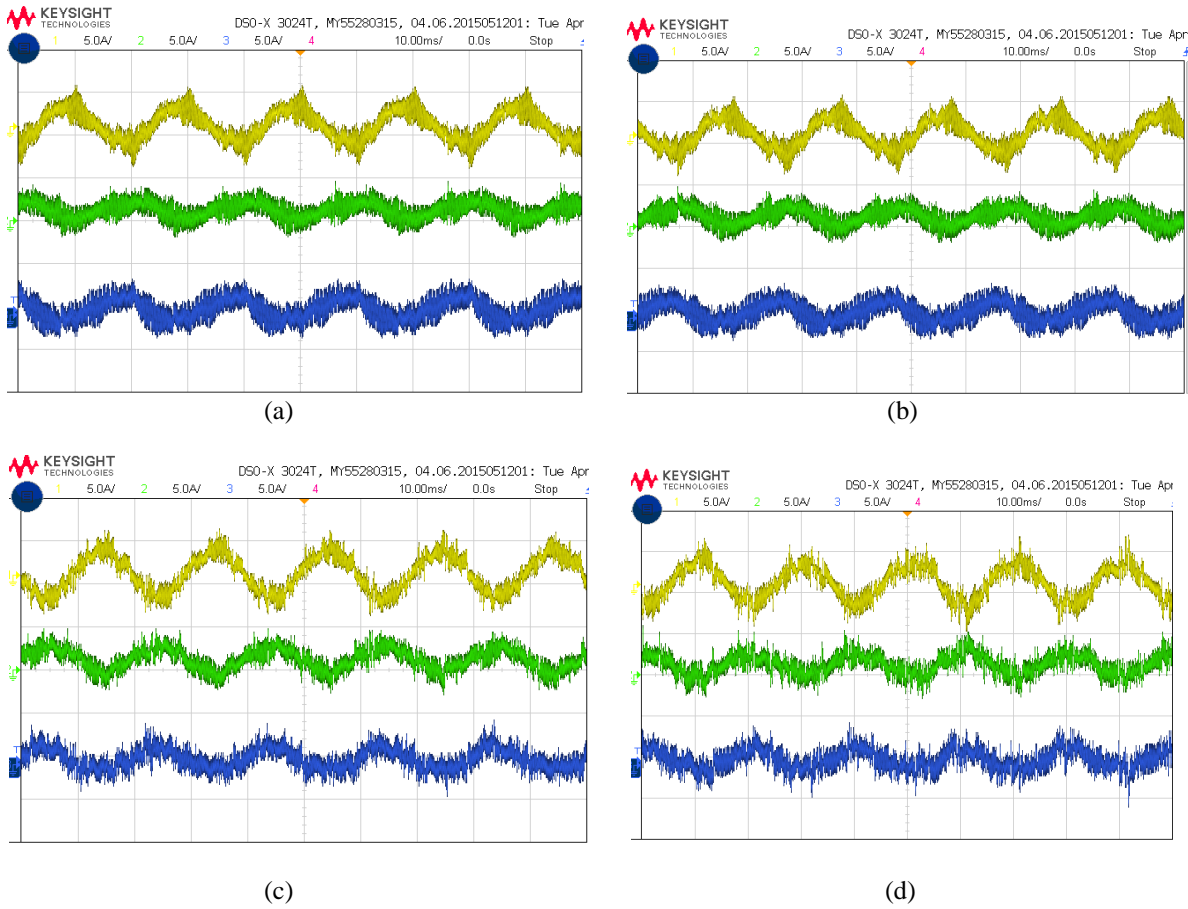 KEYSIGHT
TECHNOLOGIES
DSO-X 3024T, MY55280315, 04.06.2015051201: Tue Apr
1 5.0A/ 2 5.0A/ 3 5.0A/ 4 10.00ms/ 0.0s Stop
(a)
KEYSIGHT
TECHNOLOGIES
DSO-X 3024T, MY55280315, 04.06.2015051201: Tue Apr
1 5.0A/ 2 5.0A/ 3 5.0A/ 4 10.00ms/ 0.0s Stop
(b)
KEYSIGHT
TECHNOLOGIES
DSO-X 3024T, MY55280315, 04.06.2015051201: Tue Apr
1 5.0A/ 2 5.0A/ 3 5.0A/ 4 10.00ms/ 0.0s Stop
(c)
KEYSIGHT
TECHNOLOGIES
DSO-X 3024T, MY55280315, 04.06.2015051201: Tue Apr
1 5.0A/ 2 5.0A/ 3 5.0A/ 4 10.00ms/ 0.0s Stop
(d)